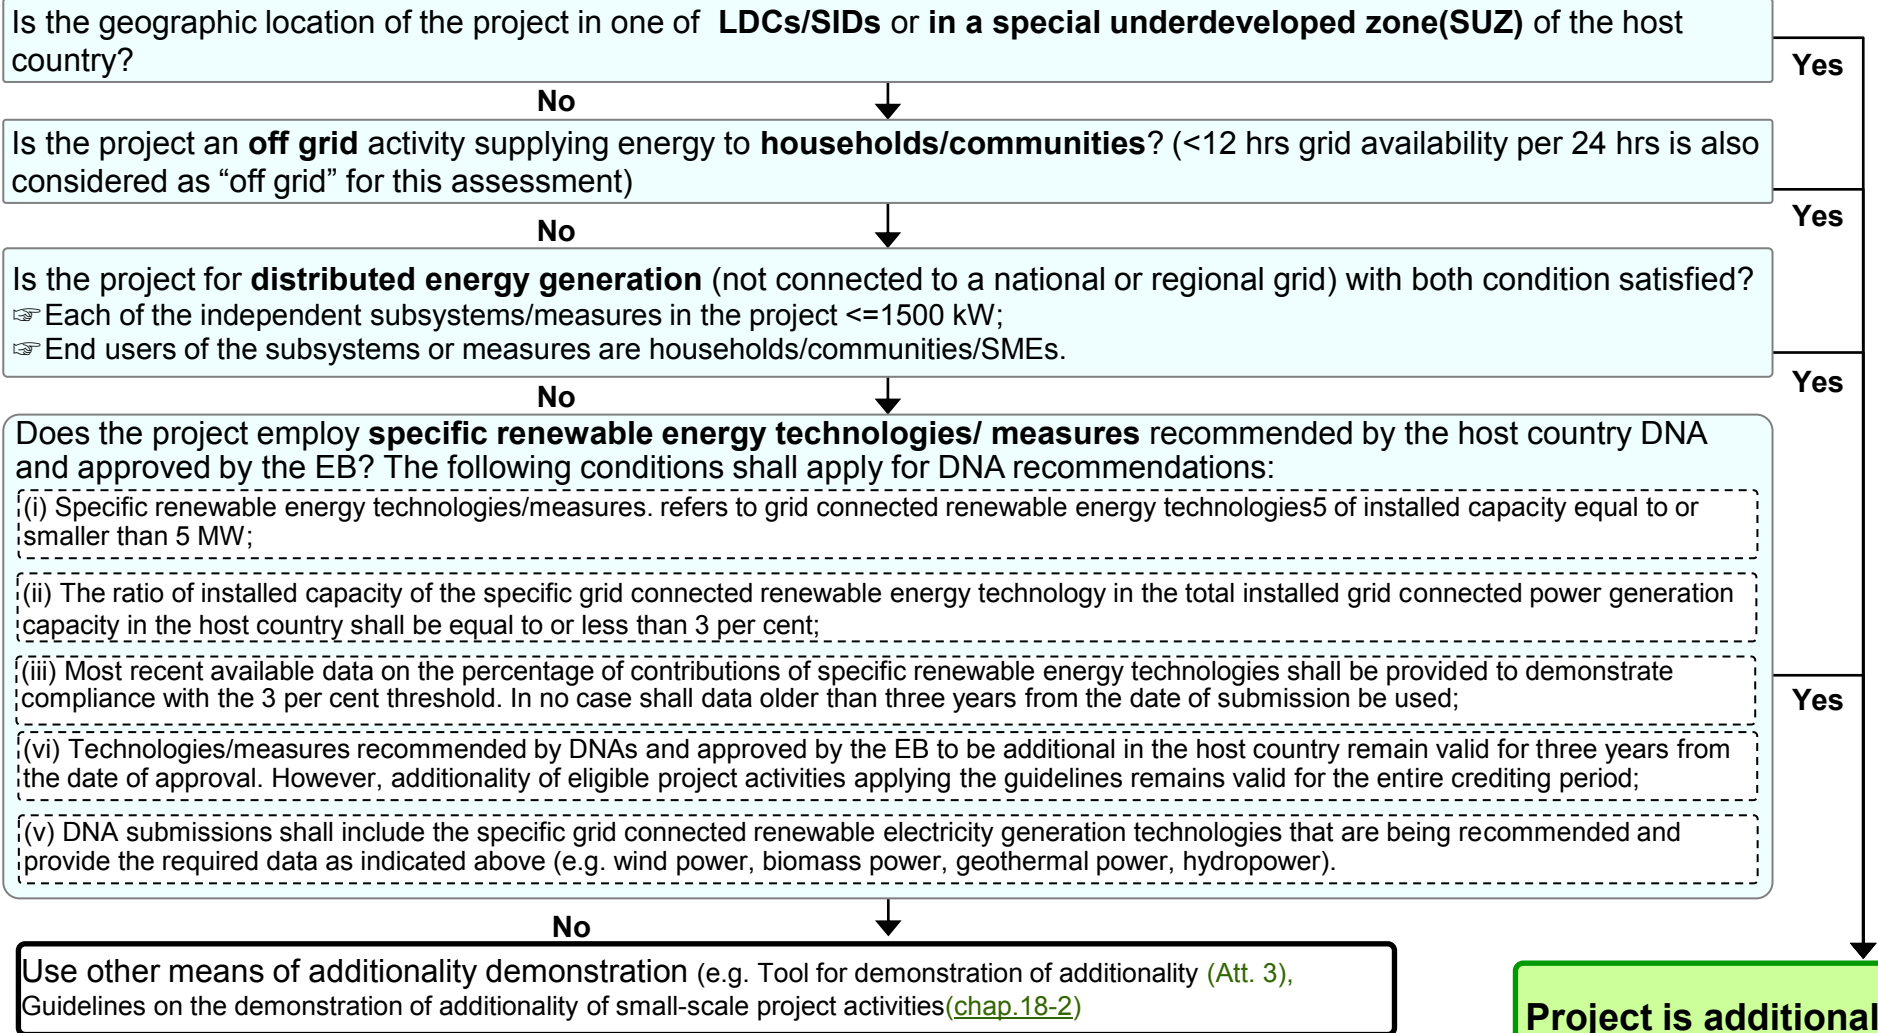 Is the geographic location of the project in one of LDCs/SIDs or in a special underdeveloped zone(SUZ) of the host
country?
Yes
No
Is the project an off grid activity supplying energy to households/communities? (<12 hrs grid availability per 24 hrs is also
considered as “off grid” for this assessment)
Yes
No
Is the project for distributed energy generation (not connected to a national or regional grid) with both condition satisfied?
☞Each of the independent subsystems/measures in the project <=1500 kW;
☞End users of the subsystems or measures are households/communities/SMEs.
Yes
No
Does the project employ specific renewable energy technologies/ measures recommended by the host country DNA
and approved by the EB? The following conditions shall apply for DNA recommendations:
(i) Specific renewable energy technologies/measures. refers to grid connected renewable energy technologies5 of installed capacity equal to or
smaller than 5 MW;
(ii) The ratio of installed capacity of the specific grid connected renewable energy technology in the total installed grid connected power generation
capacity in the host country shall be equal to or less than 3 per cent;
(iii) Most recent available data on the percentage of contributions of specific renewable energy technologies shall be provided to demonstrate
compliance with the 3 per cent threshold. In no case shall data older than three years from the date of submission be used;
Yes
(vi) Technologies/measures recommended by DNAs and approved by the EB to be additional in the host country remain valid for three years from
the date of approval. However, additionality of eligible project activities applying the guidelines remains valid for the entire crediting period;
(v) DNA submissions shall include the specific grid connected renewable electricity generation technologies that are being recommended and
provide the required data as indicated above (e.g. wind power, biomass power, geothermal power, hydropower).
No
Use other means of additionality demonstration (e.g. Tool for demonstration of additionality (Att. 3),
Guidelines on the demonstration of additionality of small-scale project activities(chap.18-2)
Project is additional